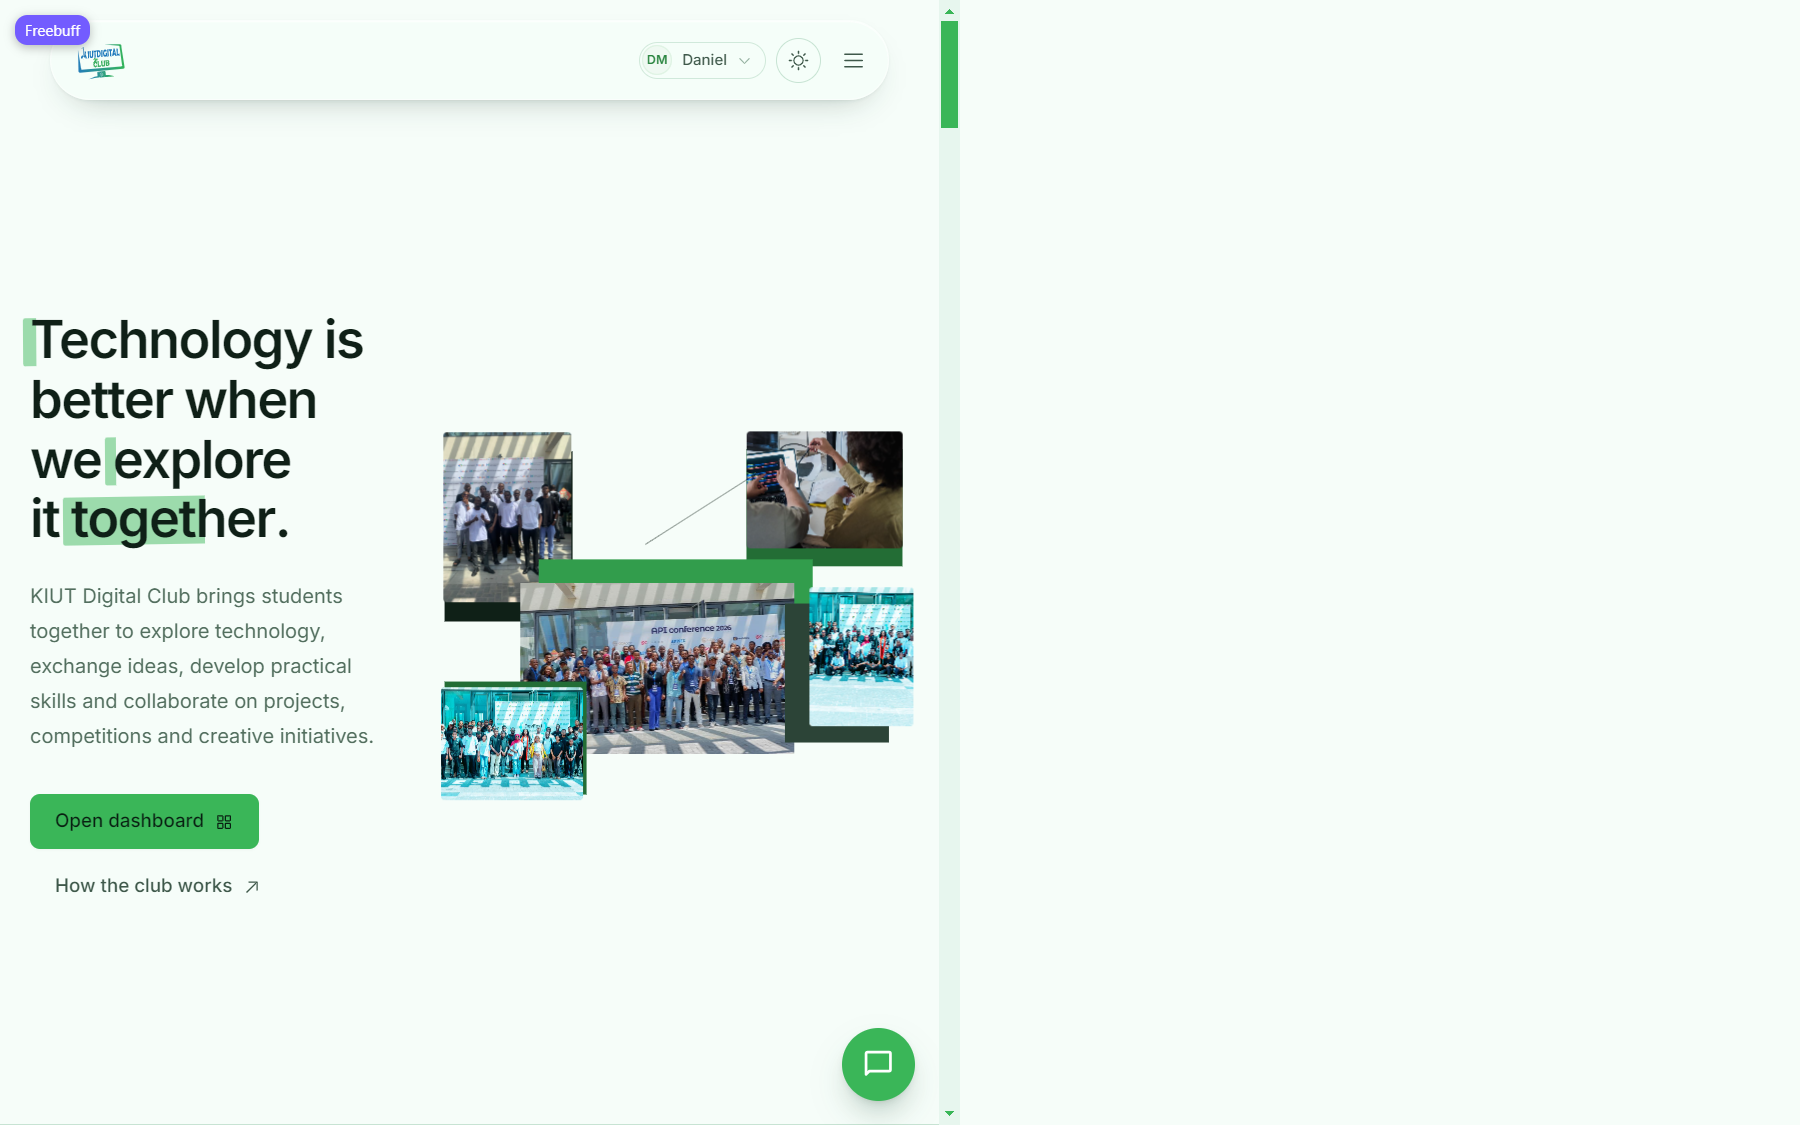 Freebuff
KIUTDIGITAL
CLUB
DM Daniel
Technology is
better when
we explore
it together.
KIUT Digital Club brings students
together to explore technology,
exchange ideas, develop practical
skills and collaborate on projects,
competitions and creative initiatives.
API conference 2026
Open dashboard
How the club works